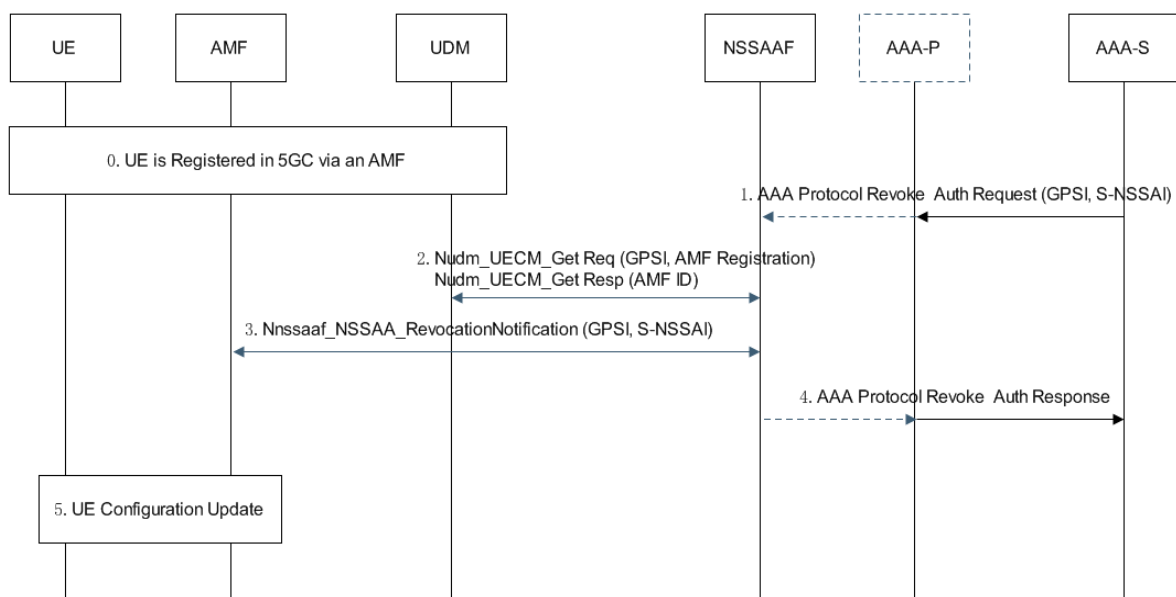 UE
AMF
UDM
NSSAAF
AAA-P
AAA-S
0. UE is Registered in 5GC via an AMF
1. AAA Protocol Revoke Auth Request (GPSI, S-NSSAI)
2. Nudm_UECM_Get Req (GPSI, AMF Registration)
Nudm_UECM_Get Resp (AMF ID)
3. Nnssaaf_NSSAA_RevocationNotification (GPSI, S-NSSAI)
4. AAA Protocol Revoke Auth Response
5. UE Configuration Update